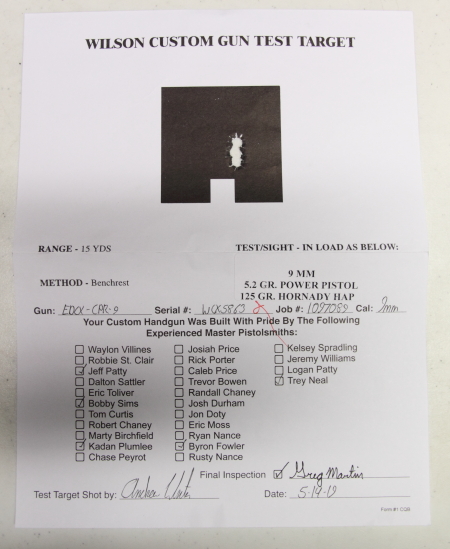 WILSON CUSTOM GUN TEST TARGET
RANGE - 15 YDS
TEST/SIGHT - IN LOAD AS BELOW:
METHOD - Benchrest
9 MM
5.2 GR. POWER PISTOL
125 GR. HORNADY HAP
Gun: EDCX-CPR-9 Serial #: Job #: Cal: 9mm
Your Custom Handgun Was Built With Pride By The Following
Experienced Master Pistolsmiths:
Waylon Villines
Robbie St. Clair
Jeff Patty
Dalton Sattler
Eric Toliver
Bobby Sims
Tom Curtis
Robert Chaney
Marty Birchfield
Kadan Plumlee
Chase Peyrot
Josiah Price
Rick Porter
Caleb Price
Trevor Bowen
Randall Chaney
Josh Durham
Jon Doty
Eric Moss
Ryan Nance
Byron Fowler
Rusty Nance
Kelsey Spradling
Jeremy Williams
Logan Patty
Trey Neal
Final Inspection Greg Martin
Test Target Shot by: Date: 5-14-19